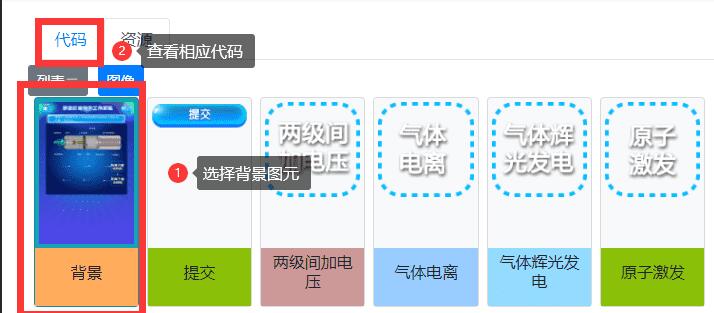 代码
资源
2
查看相应代码
图像
提交
两级间
加电压
气体
电离
气体辉
光发电
原子
激发
1
选择背景图元
背景
提交
两级间加电
压
气体电离
气体辉光发
电
原子激发